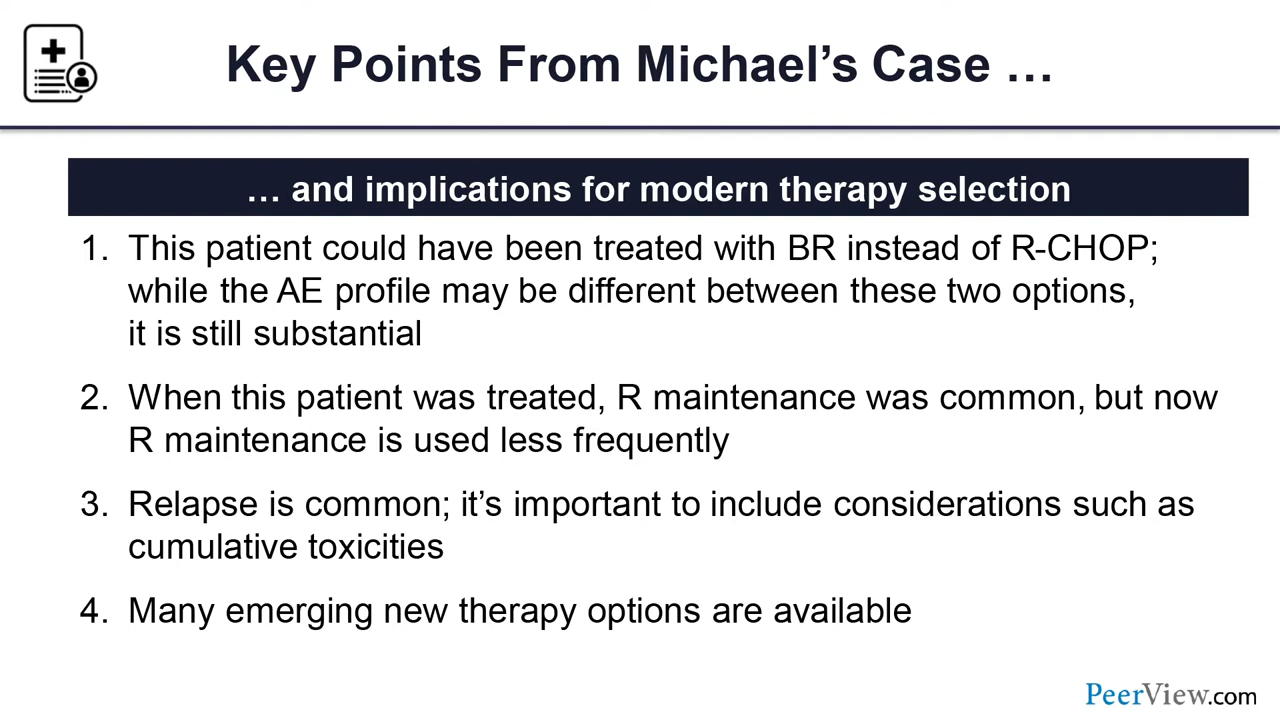 Key Points From Michael’s Case …
… and implications for modern therapy selection
1. This patient could have been treated with BR instead of R-CHOP;
while the AE profile may be different between these two options,
it is still substantial
2. When this patient was treated, R maintenance was common, but now
R maintenance is used less frequently
3. Relapse is common; it’s important to include considerations such as
cumulative toxicities
4. Many emerging new therapy options are available
PeerView.com